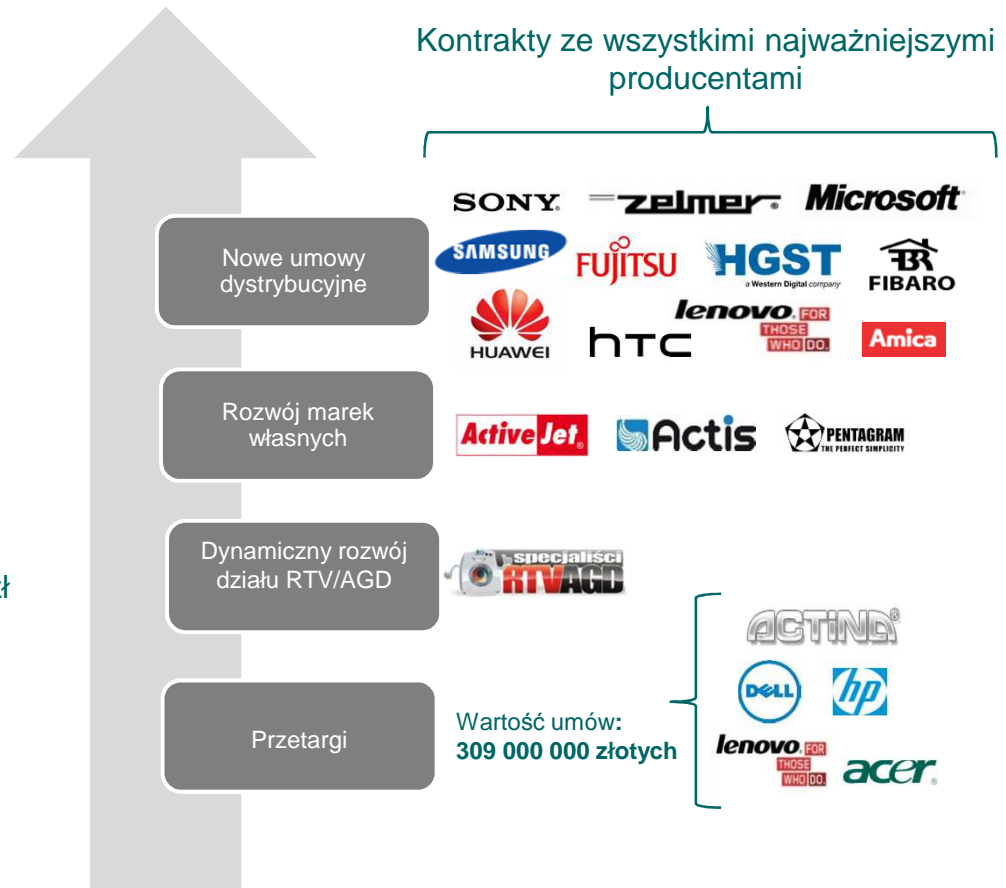 Kontrakty ze wszystkimi najważniejszymi
producentami
Nowe umowy
dystrybucyjne
SONY
zelmer
Microsoft
SAMSUNG
FUJITSU
HGST
a Western Digital company
FIBARO
HUAWEI
hTC
lenovo FOR
THOSE
WHO DO.
Amica
Rozwój marek
własnych
ActiveJet
Actis
PENTAGRAM
THE PERFECT SIMPLICITY
Dynamiczny rozwój
działu RTV/AGD
specjaliści
RTVAGD
zł
Przetargi
Wartość umów:
309 000 000 złotych
ACTINA
DELL
hp
lenovo FOR
THOSE
WHO DO.
acer